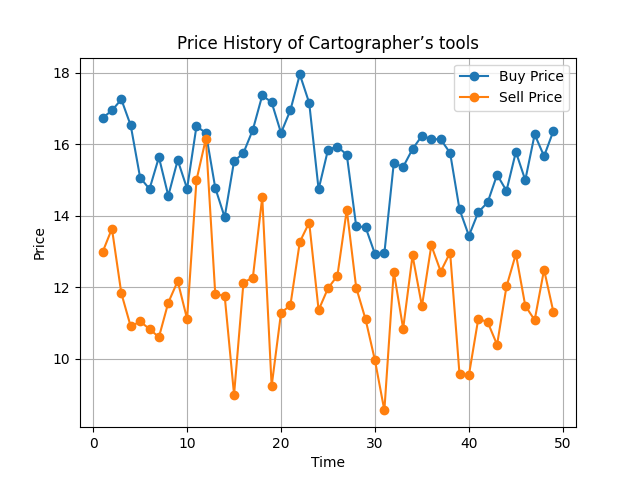 Price History of Cartographer’s tools
Buy Price
Sell Price
Price
18
16
14
12
10
0 10 20 30 40 50
Time